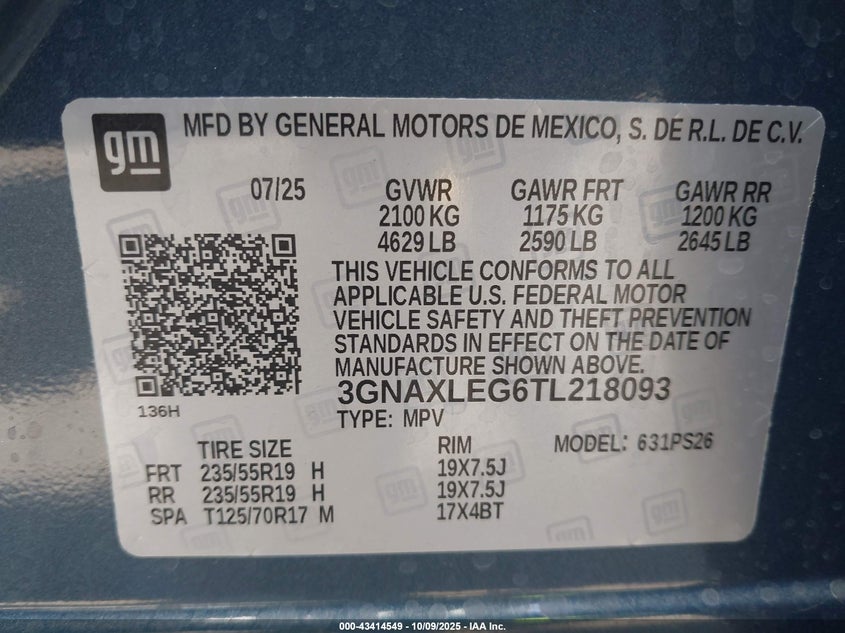 gm MFD BY GENERAL MOTORS DE MEXICO, S. DE R.L. DE C.V.
07/25 GVWR GAWR FRT GAWR RR
2100 KG 1175 KG 1200 KG
4629 LB 2590 LB 2645 LB
THIS VEHICLE CONFORMS TO ALL
APPLICABLE U.S. FEDERAL MOTOR
VEHICLE SAFETY AND THEFT PREVENTION
STANDARDS IN EFFECT ON THE DATE OF
MANUFACTURE SHOWN ABOVE.
3GNAXLEG6TL218093
136H
TYPE: MPV
TIRE SIZE RIM MODEL: 631PS26
FRT 235/55R19 H 19X7.5J
RR 235/55R19 H 19X7.5J
SPA T125/70R17 M 17X4BT
000-43414549 - 10/09/2025 - IAA Inc.